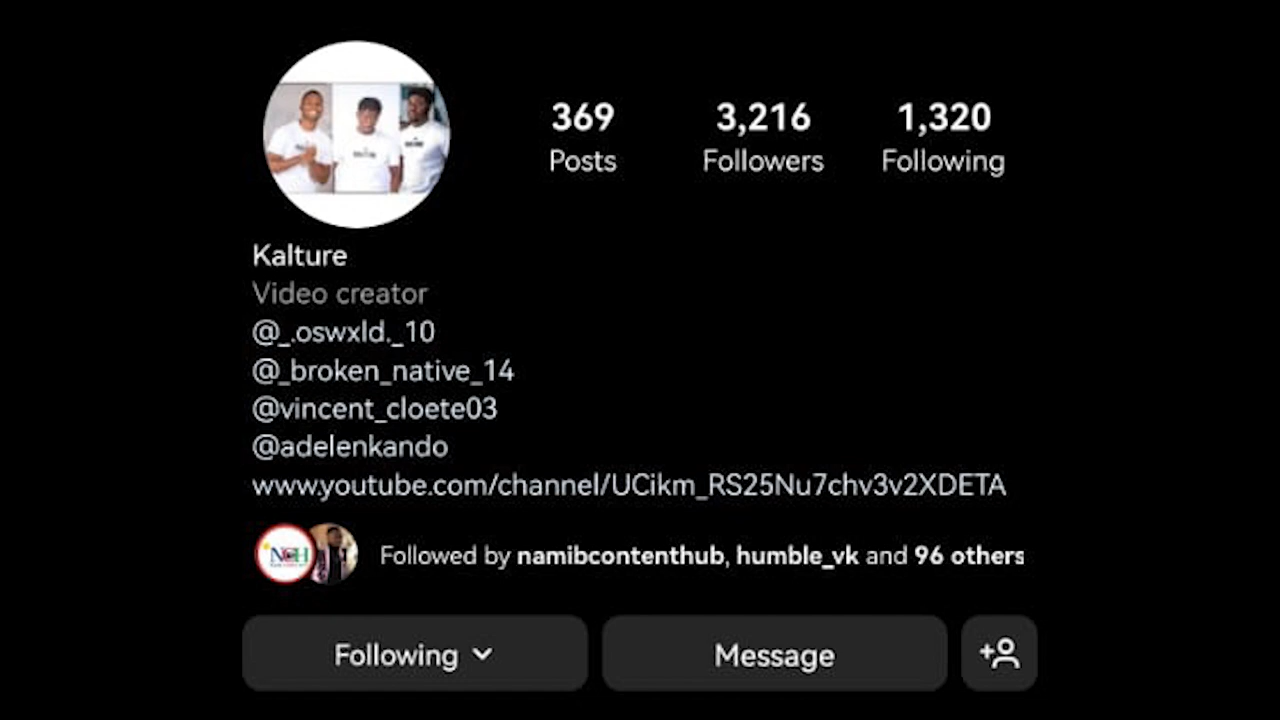 369 3,216 1,320
Posts Followers Following
Kalture
Video creator
@_.oswxld._10
@_broken_native_14
@vincent_cloete03
@adelenkando
www.youtube.com/channel/UCikm_RS25Nu7chv3v2XDETA
NCH
Followed by namibcontenthub, humble_vk and 96 others
Following Message